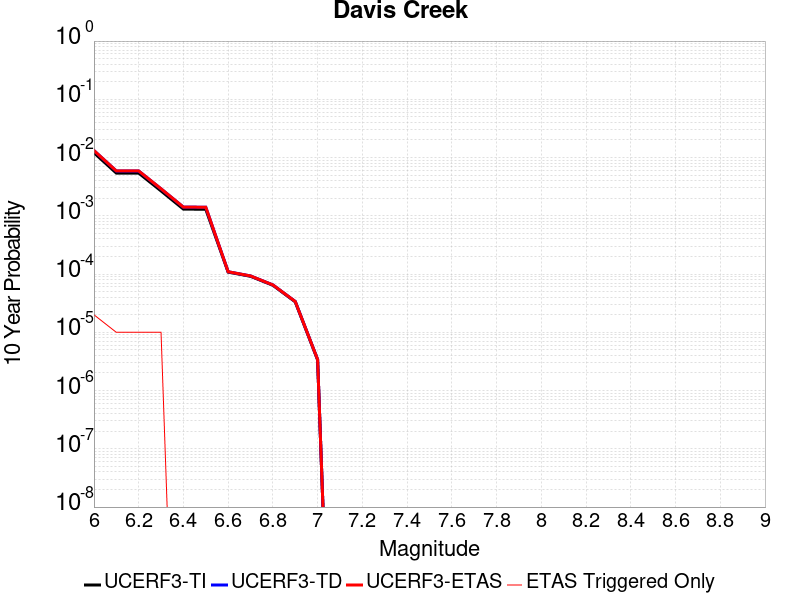 Davis Creek
10^0
10^-1
10^-2
10^-3
10^-4
10^-5
10^-6
10^-7
10^-8
10 Year Probability
6 6.2 6.4 6.6 6.8 7 7.2 7.4 7.6 7.8 8 8.2 8.4 8.6 8.8 9
Magnitude
UCERF3-TI UCERF3-TD UCERF3-ETAS ETAS Triggered Only